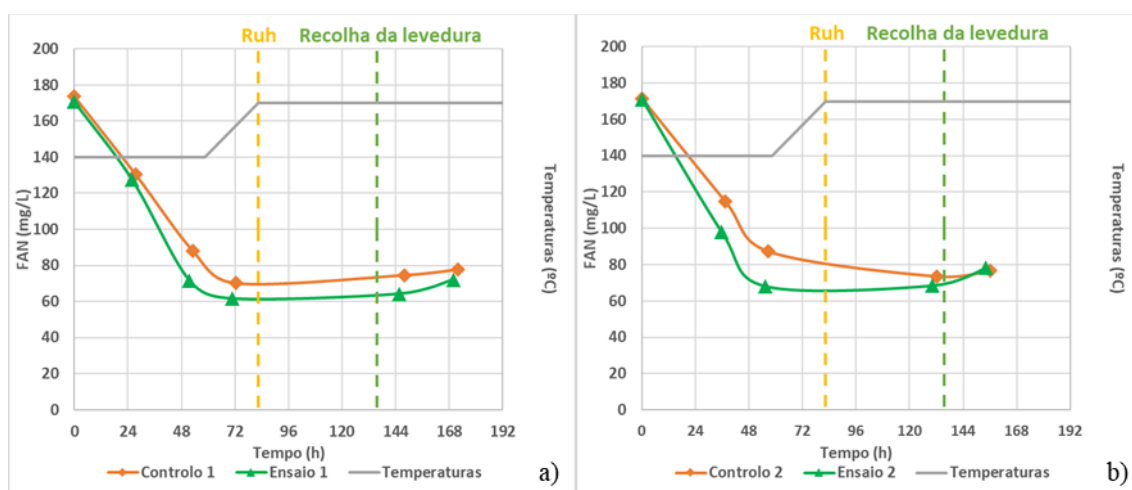 Ruh Recolha da levedura
200
180
160
140
120
100
80
60
40
20
0
FAN (mg/L)
Temperaturas (ºC)
0 24 48 72 96 120 144 168 192
Tempo (h)
Controlo 1 Ensaio 1 Temperaturas
a)
Ruh Recolha da levedura
200
180
160
140
120
100
80
60
40
20
0
FAN (mg/L)
Temperaturas (ºC)
0 24 48 72 96 120 144 168 192
Tempo (h)
Controlo 2 Ensaio 2 Temperaturas
b)